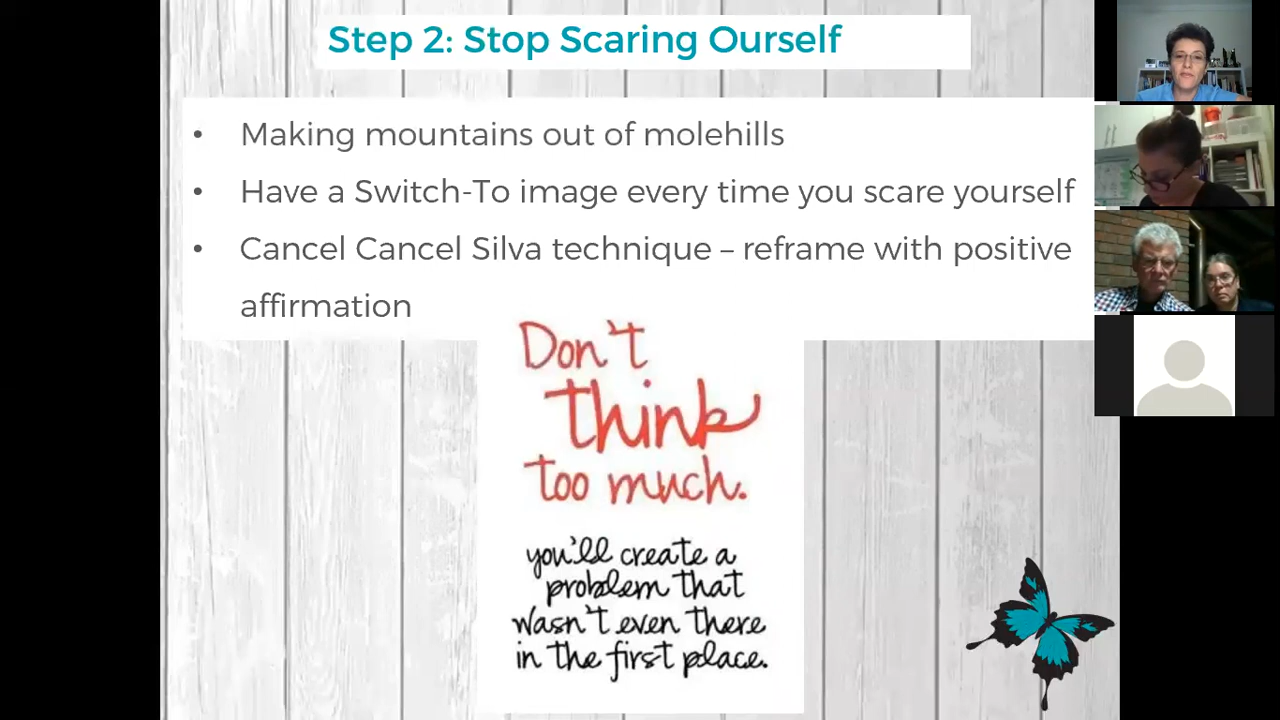 Step 2: Stop Scaring Ourself
• Making mountains out of molehills
• Have a Switch-To image every time you scare yourself
• Cancel Cancel Silva technique – reframe with positive
affirmation
Don't
think
too much.
you'll create a
problem that
wasn't even there
in the first place.